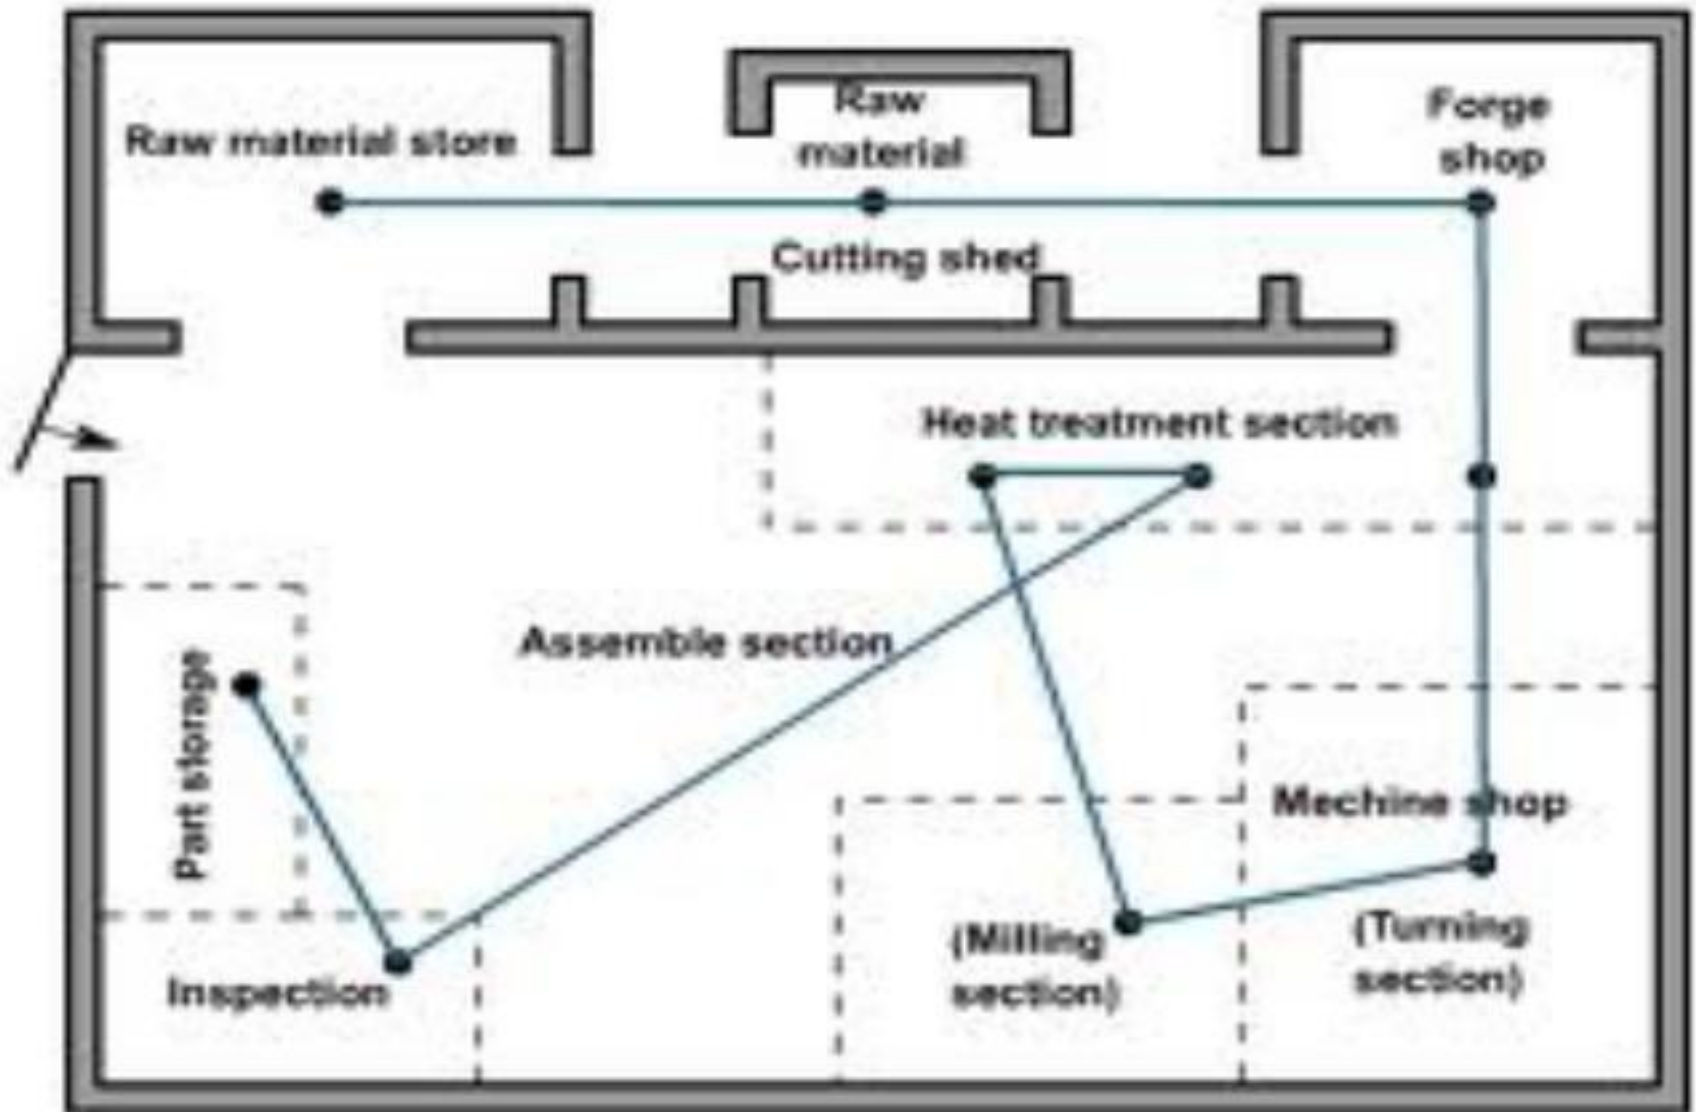 Raw material store
Raw
material
Forge
shop
Cutting shed
Heat treatment section
Assemble section
Part storage
Mechine shop
(Milling
section)
(Turning
section)
Inspection